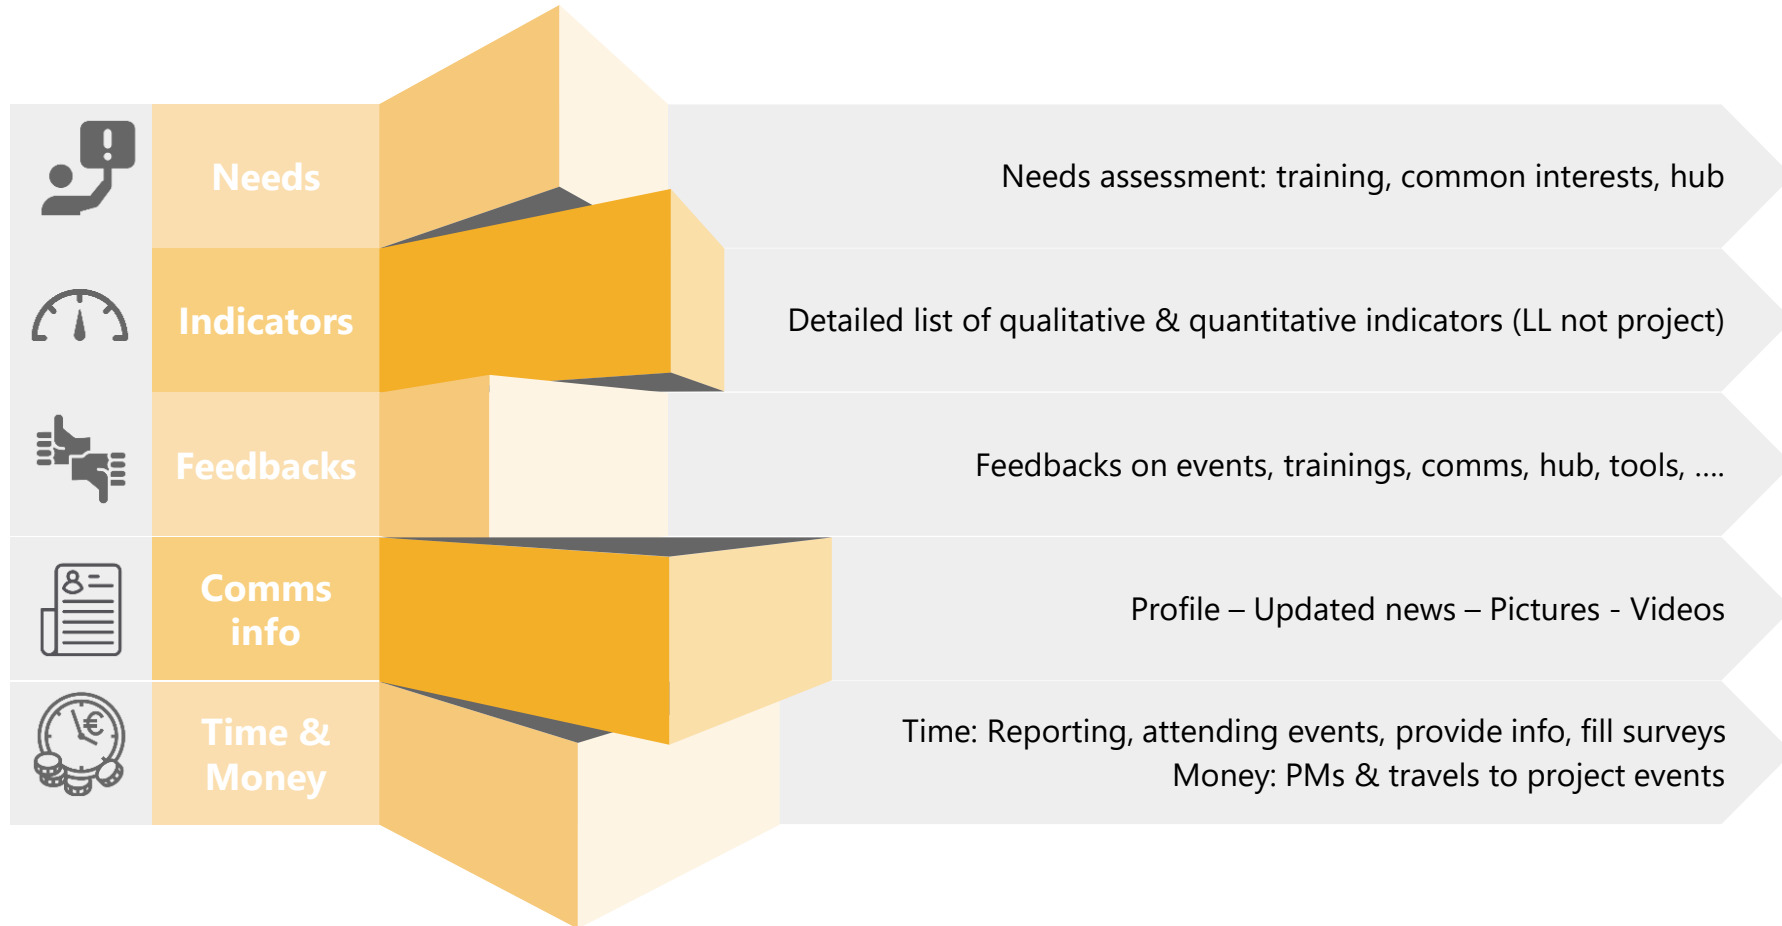 Needs
Needs assessment: training, common interests, hub
Indicators
Detailed list of qualitative & quantitative indicators (LL not project)
Feedbacks
Feedbacks on events, trainings, comms, hub, tools, ....
Comms
info
Profile – Updated news – Pictures - Videos
€
Time &
Money
Time: Reporting, attending events, provide info, fill surveys
Money: PMs & travels to project events